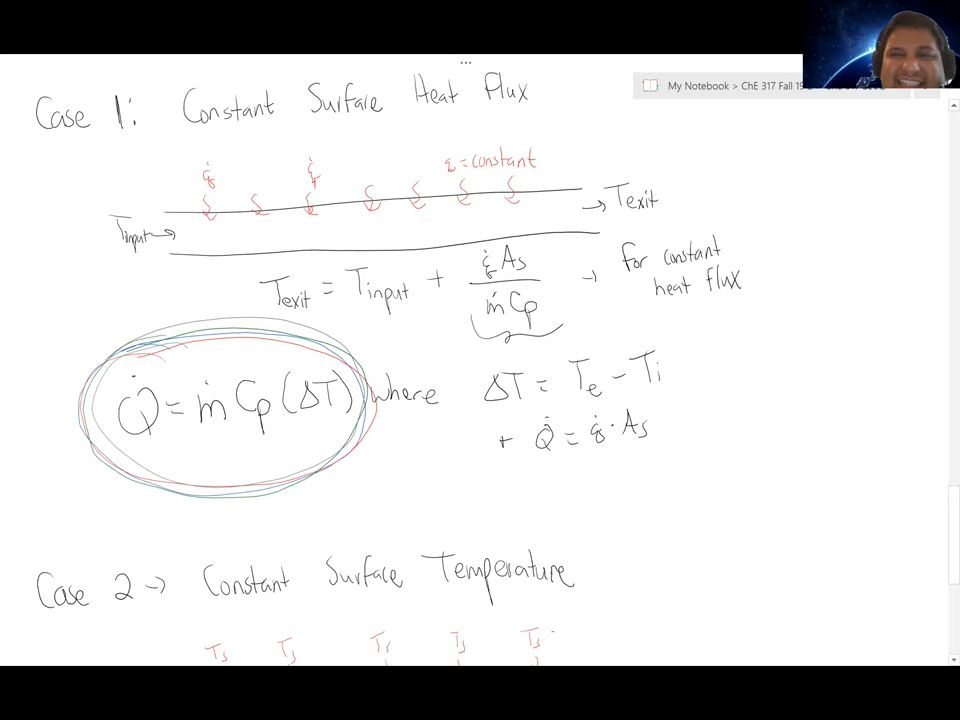 My Notebook > ChE 317 Fall 19
Case 1: Constant Surface Heat Flux
q̇ q̇ q = constant
Tinput → → Texit
Texit = Tinput + q̇ As / ṁ Cp → for constant heat flux
Q̇ = ṁ Cp (ΔT) where ΔT = Te - Ti
+ Q̇ = q̇ · As
Case 2 → Constant Surface Temperature
Ts Ts Ts Ts Ts